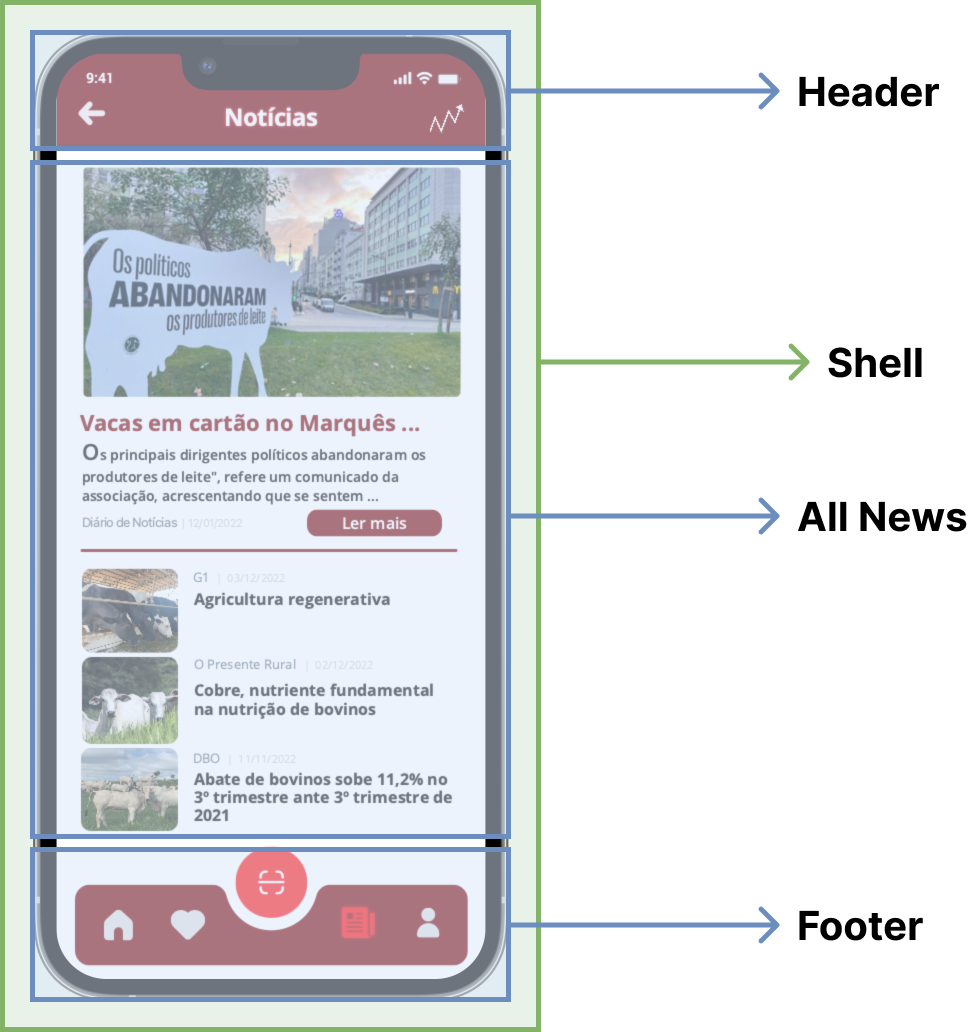 9:41
Notícias
Header
Os políticos
ABANDONARAM
os produtores de leite
Shell
Vacas em cartão no Marquês ...
Os principais dirigentes políticos abandonaram os
produtores de leite", refere um comunicado da
associação, acrescentando que se sentem ...
Diário de Notícias | 12/01/2022
Ler mais
All News
G1 | 03/12/2022
Agricultura regenerativa
O Presente Rural | 02/12/2022
Cobre, nutriente fundamental
na nutrição de bovinos
DBO | 11/11/2022
Abate de bovinos sobe 11,2% no
3º trimestre ante 3º trimestre de
2021
Footer